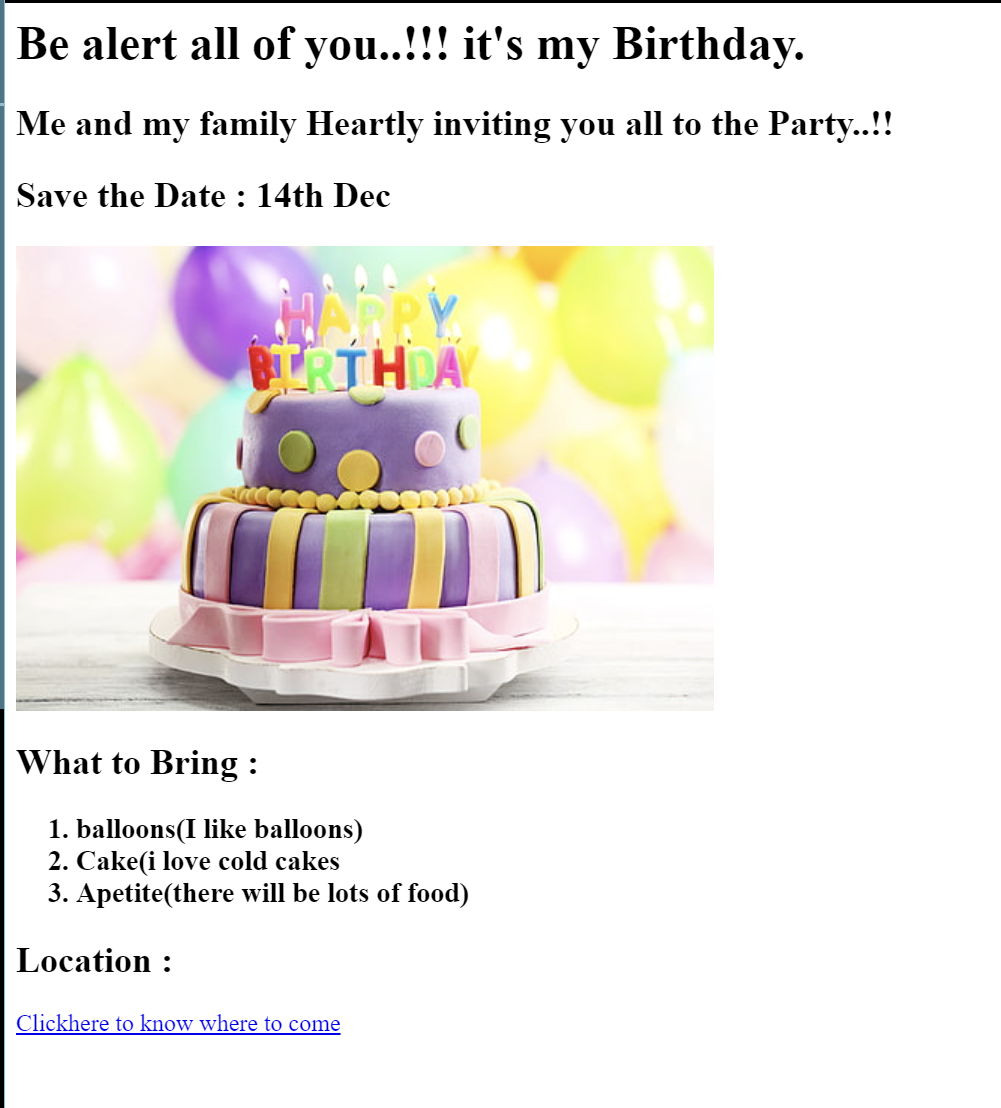 Be alert all of you..!!! it's my Birthday.
Me and my family Heartly inviting you all to the Party..!!
Save the Date : 14th Dec
HAPPY
BIRTHDAY
What to Bring :
1. balloons(I like balloons)
2. Cake(i love cold cakes
3. Apetite(there will be lots of food)
Location :
Clickhere to know where to come